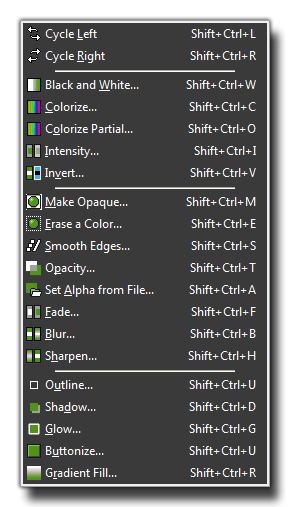 Cycle Left Shift+Ctrl+L
Cycle Right Shift+Ctrl+R
Black and White... Shift+Ctrl+W
Colorize... Shift+Ctrl+C
Colorize Partial... Shift+Ctrl+O
Intensity... Shift+Ctrl+I
Invert... Shift+Ctrl+V
Make Opaque... Shift+Ctrl+M
Erase a Color... Shift+Ctrl+E
Smooth Edges... Shift+Ctrl+S
Opacity... Shift+Ctrl+T
Set Alpha from File... Shift+Ctrl+A
Fade... Shift+Ctrl+F
Blur... Shift+Ctrl+B
Sharpen... Shift+Ctrl+H
Outline... Shift+Ctrl+U
Shadow... Shift+Ctrl+D
Glow... Shift+Ctrl+G
Buttonize... Shift+Ctrl+U
Gradient Fill... Shift+Ctrl+R